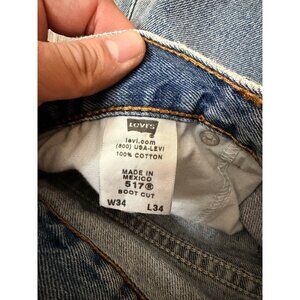 LEVI'S
levi.com
(800) USA-LEVI
100% COTTON
MADE IN
MEXICO
517®
BOOT CUT
W34 L34